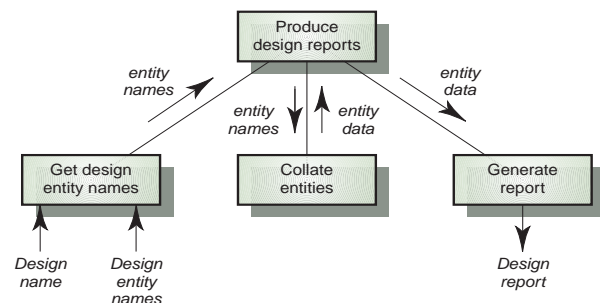 Produce
design reports
entity
names
entity
names
entity
data
entity
data
Get design
entity names
Collate
entities
Generate
report
Design
name
Design
entity
names
Design
report